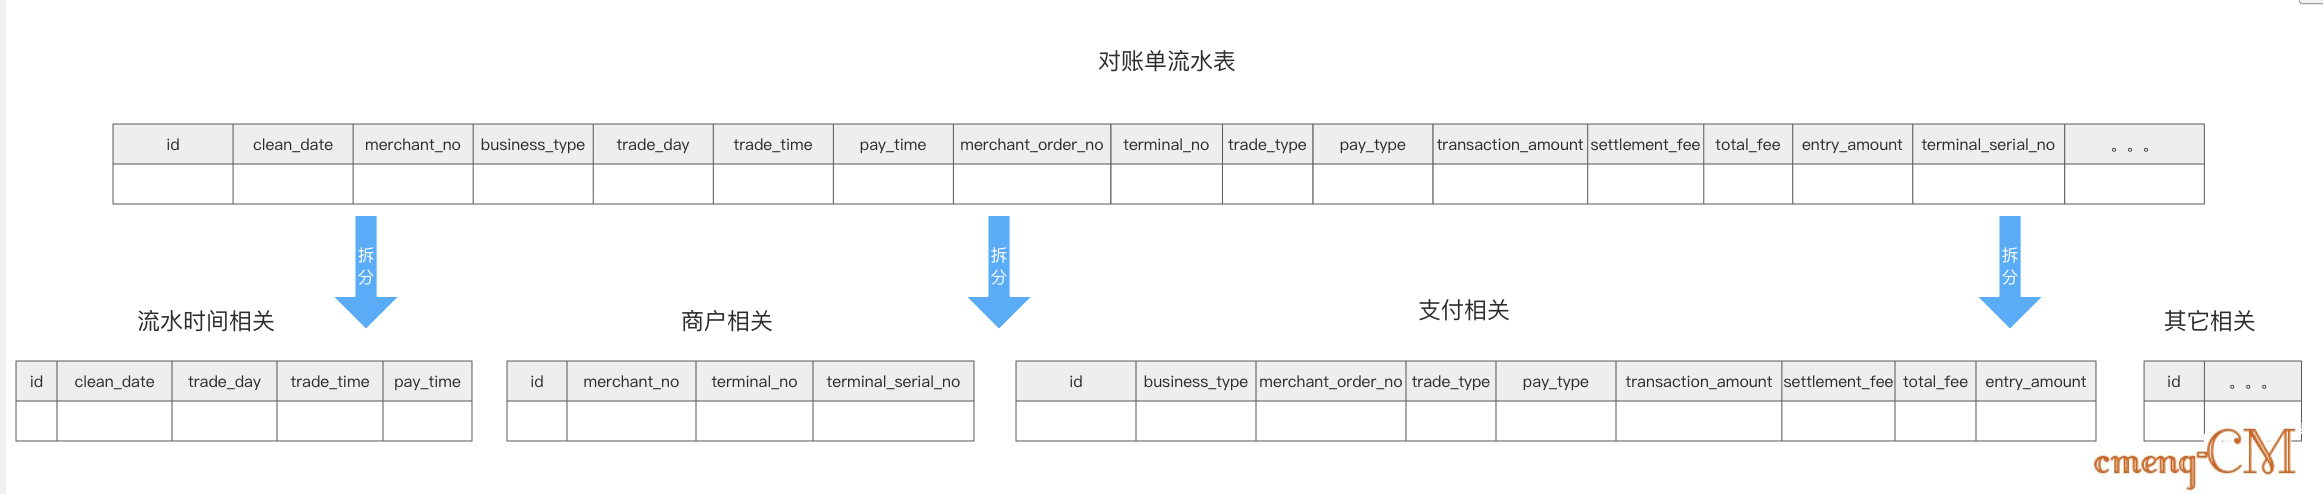 对账单流水表
id clean_date merchant_no business_type trade_day trade_time pay_time merchant_order_no terminal_no trade_type pay_type transaction_amount settlement_fee total_fee entry_amount terminal_serial_no 。。。
拆分 拆分 拆分
流水时间相关 商户相关 支付相关 其它相关
id clean_date trade_day trade_time pay_time id merchant_no terminal_no terminal_serial_no id business_type merchant_order_no trade_type pay_type transaction_amount settlement_fee total_fee entry_amount id 。。。
cmeng-CM